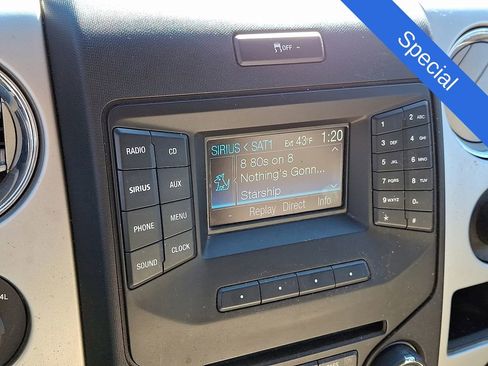 Special
OFF
RADIO
CD
SIRIUS
AUX
PHONE
MENU
SOUND
CLOCK
SIRIUS < SAT1 Ext 43°F 1:20
8 80s on 8
Nothing's Gonn...
Starship
Replay Direct Info
1 2 ABC
3 DEF 4 GHI
5 JKL 6 MNO
7 PQRS 8 TUV
9 WXYZ 0
* #
4L